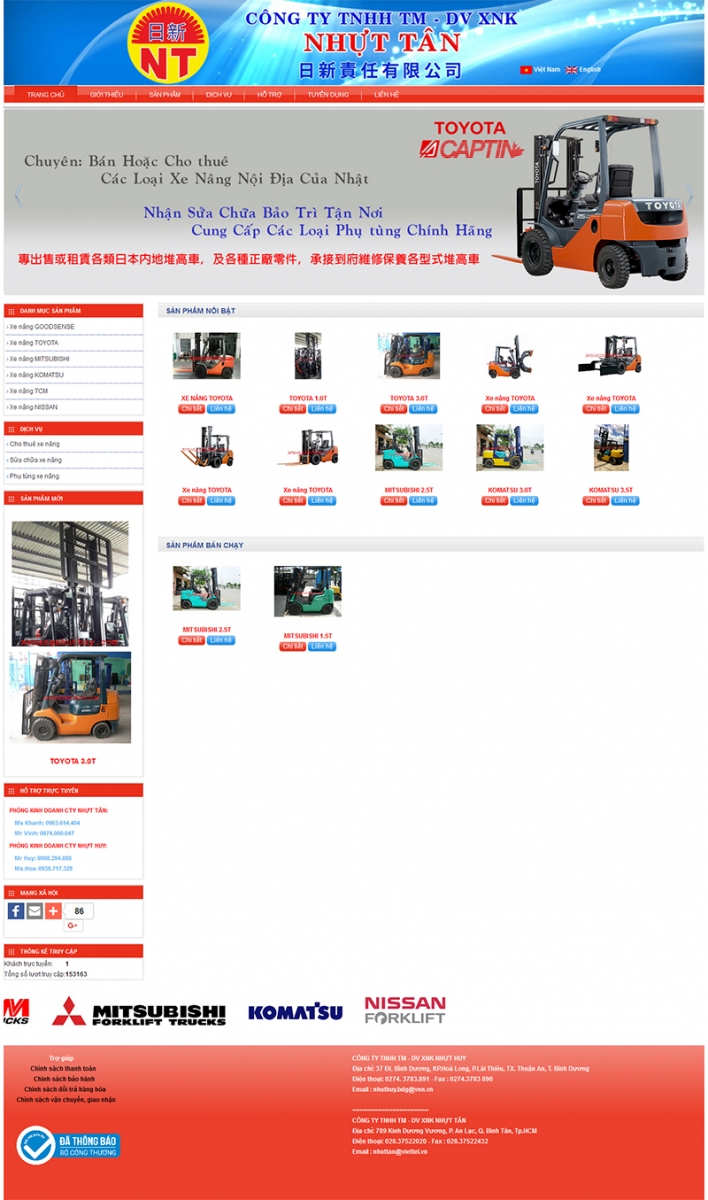 日新
NT
CÔNG TY TNHH TM - DV XNK
NHỰT TÂN
日新責任有限公司
Việt Nam English
TRANG CHỦ GIỚI THIỆU SẢN PHẨM DỊCH VỤ HỖ TRỢ TUYỂN DỤNG LIÊN HỆ
TOYOTA
CAPTIN
Chuyên: Bán Hoặc Cho thuê
Các Loại Xe Nâng Nội Địa Của Nhật
Nhận Sửa Chữa Bảo Trì Tận Nơi
Cung Cấp Các Loại Phụ tùng Chính Hãng
專出售或租賃各類日本内地堆高車，及各種正廠零件，承接到府維修保養各型式堆高車
TOYOTA
25
TOYOTA
DANH MỤC SẢN PHẨM
› Xe nâng GOODSENSE
› Xe nâng TOYOTA
› Xe nâng MITSUBISHI
› Xe nâng KOMATSU
› Xe nâng TCM
› Xe nâng NISSAN
DỊCH VỤ
› Cho thuê xe nâng
› Sửa chữa xe nâng
› Phụ tùng xe nâng
SẢN PHẨM MỚI
TOYOTA 3.0T
HỖ TRỢ TRỰC TUYẾN
PHÒNG KINH DOANH CTY NHỰT TÂN:
Ms Khanh: 0903.614.404
Mr Vinh: 0974.000.047
PHÒNG KINH DOANH CTY NHỰT HUY:
Mr Huy: 0908.394.888
Ms.Hoa: 0938.717.328
MẠNG XÃ HỘI
86
G+
THỐNG KÊ TRUY CẬP
Khách trực tuyến: 1
Tổng số lượt truy cập:153163
SẢN PHẨM NỔI BẬT
XE NÂNG TOYOTA TOYOTA 1.0T TOYOTA 3.0T Xe nâng TOYOTA Xe nâng TOYOTA
Chi tiết Liên hệ Chi tiết Liên hệ Chi tiết Liên hệ Chi tiết Liên hệ Chi tiết Liên hệ
Xe nâng TOYOTA Xe nâng TOYOTA MITSUBISHI 2.5T KOMATSU 3.0T KOMATSU 3.5T
Chi tiết Liên hệ Chi tiết Liên hệ Chi tiết Liên hệ Chi tiết Liên hệ Chi tiết Liên hệ
SẢN PHẨM BÁN CHẠY
MITSUBISHI 2.5T MITSUBISHI 1.5T
Chi tiết Liên hệ Chi tiết Liên hệ
MITSUBISHI
FORKLIFT TRUCKS
KOMATSU
NISSAN
FORKLIFT
Trợ giúp
Chính sách thanh toán
Chính sách bảo hành
Chính sách đổi trả hàng hóa
Chính sách vận chuyển, giao nhận
ĐÃ THÔNG BÁO
BỘ CÔNG THƯƠNG
CÔNG TY TNHH TM - DV XNK NHỰT HUY
Địa chỉ: 37 Đt. Bình Dương, KP.Hoà Long, P.Lái Thiêu, TX. Thuận An, T. Bình Dương
Điện thoại: 0274. 3783.891 - Fax : 0274.3783 890
Email : nhuthuy.bdg@vnn.vn
CÔNG TY TNHH TM - DV XNK NHỰT TÂN
Địa chỉ: 789 Kinh Dương Vương, P. An Lạc, Q. Bình Tân, Tp.HCM
Điện thoại: 028.37522020 - Fax : 028.37522432
Email : nhuttan@viettel.vn